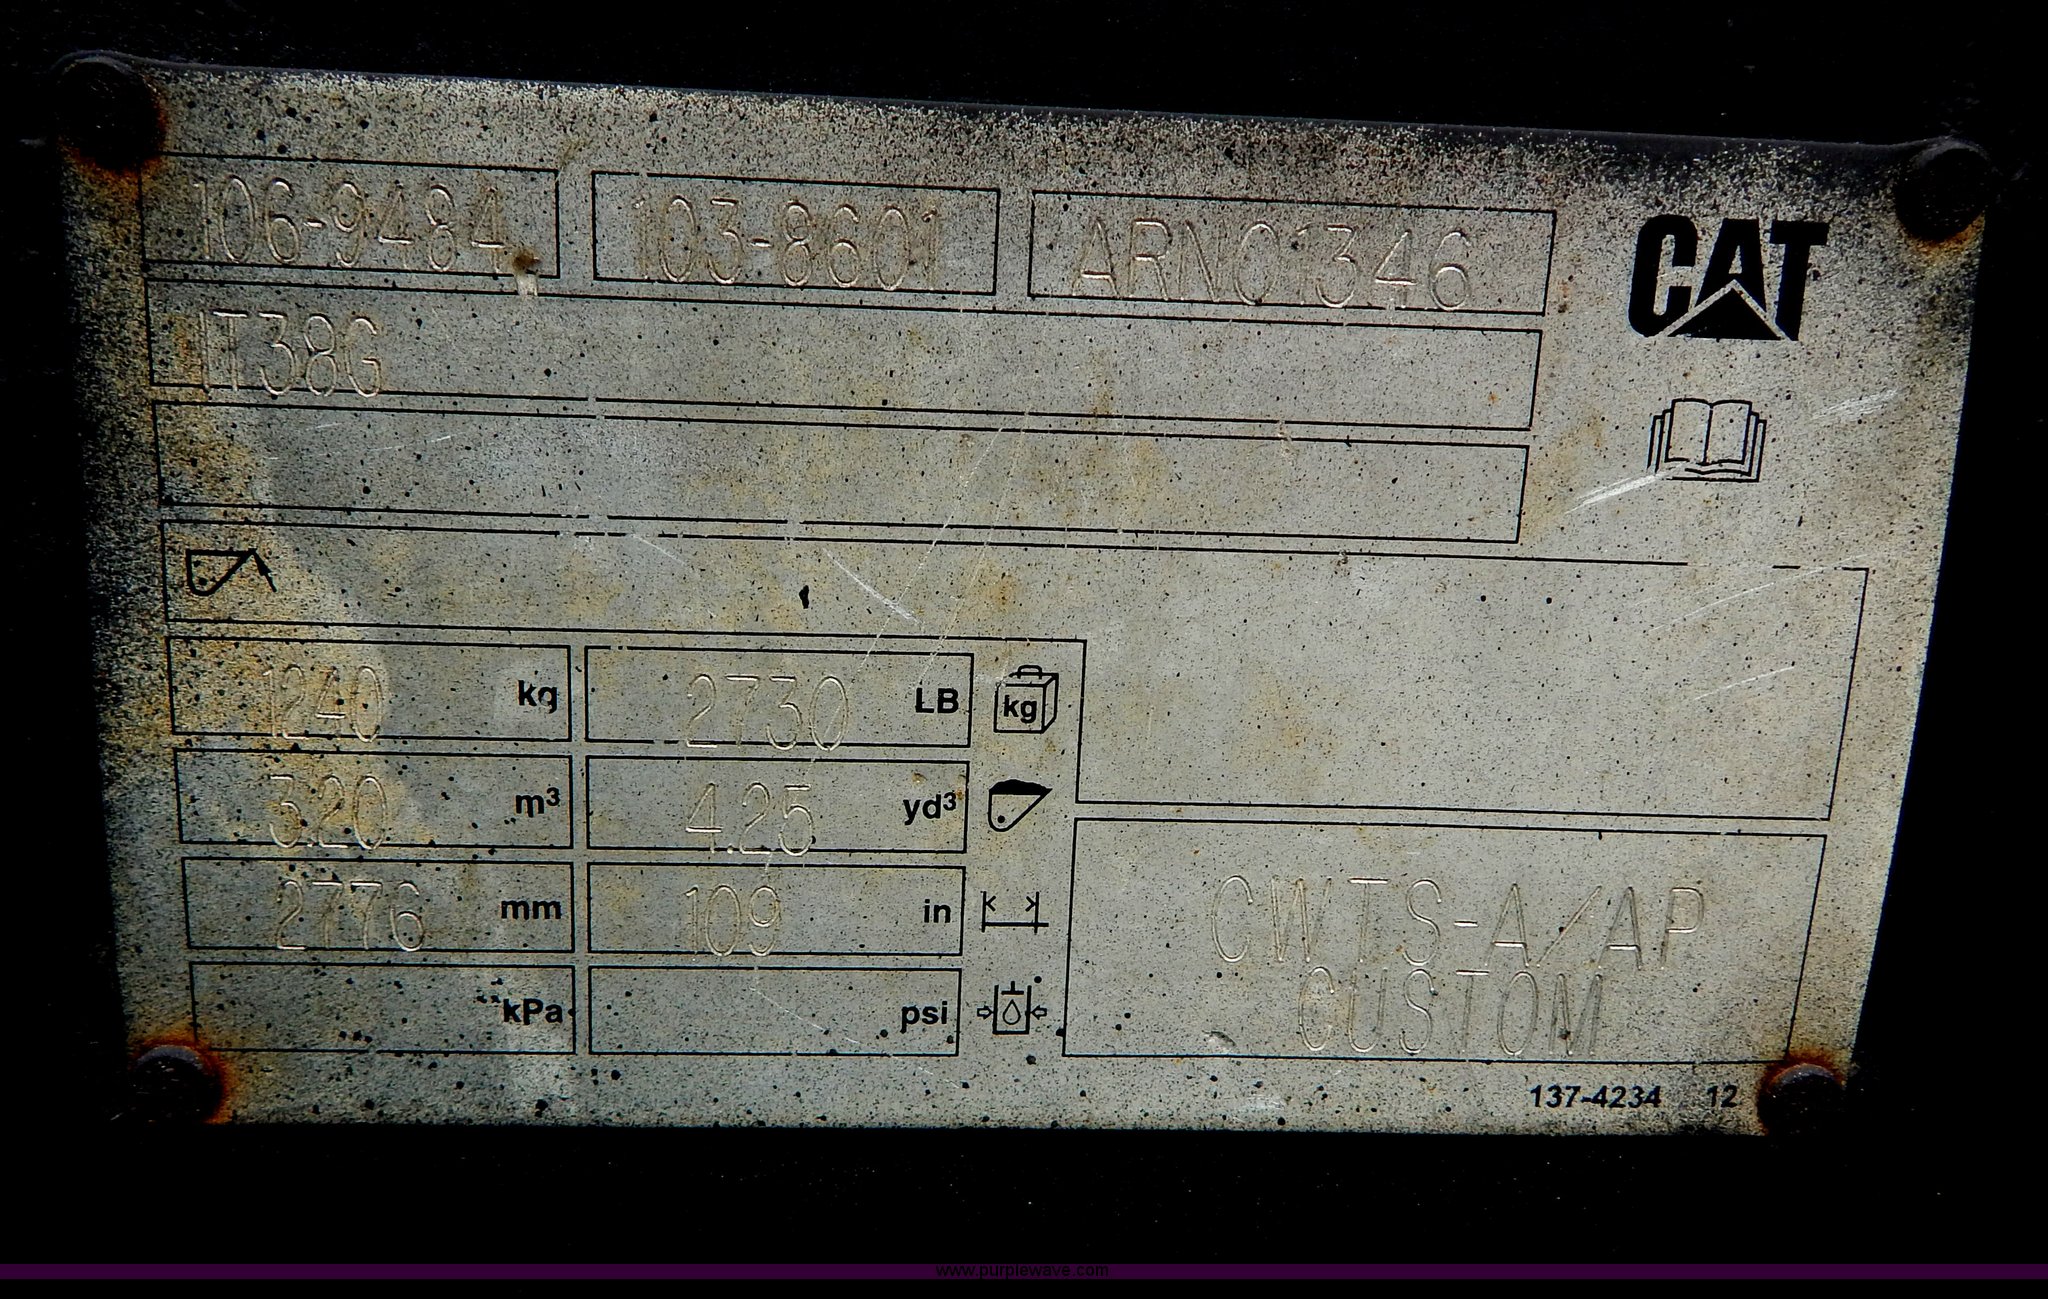 106-9484 103-8601 ARN01346 CAT
IT38G
1240 kg 2730 LB kg
3.20 m³ 4.25 yd³
2776 mm 109 in
kPa psi
CWTS-A/AP
CUSTOM
137-4234 12
www.purplewave.com